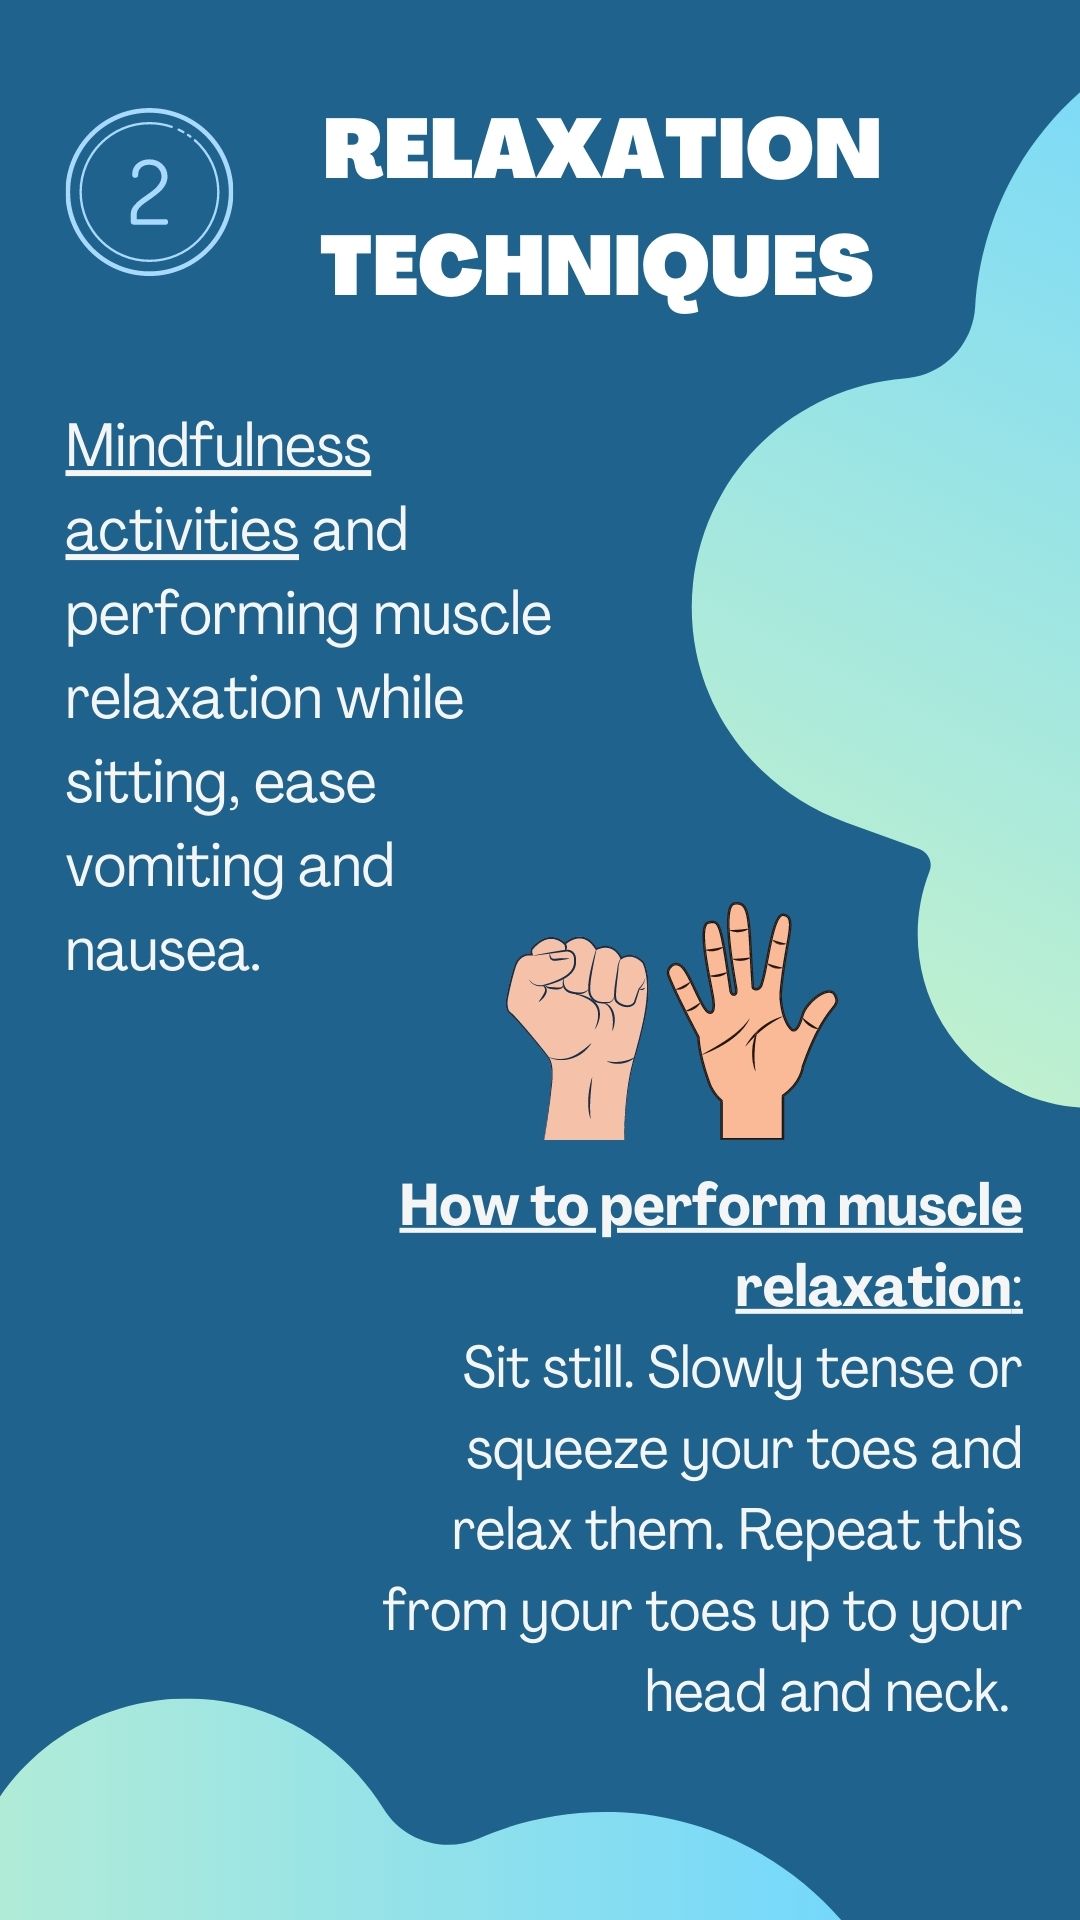 2
RELAXATION
TECHNIQUES
Mindfulness
activities and
performing muscle
relaxation while
sitting, ease
vomiting and
nausea.
How to perform muscle
relaxation:
Sit still. Slowly tense or
squeeze your toes and
relax them. Repeat this
from your toes up to your
head and neck.